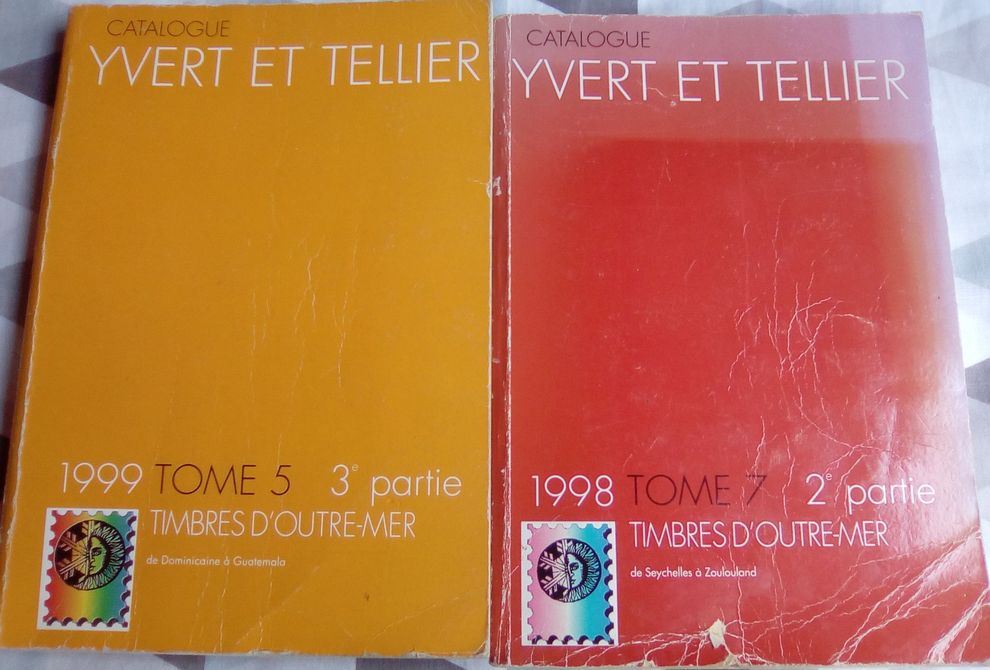 CATALOGUE
YVERT ET TELLIER
1999 TOME 5 3e partie
TIMBRES D'OUTRE-MER
de Dominicaine à Guatemala
CATALOGUE
YVERT ET TELLIER
1998 TOME 7 2e partie
TIMBRES D'OUTRE-MER
de Seychelles à Zoulouland